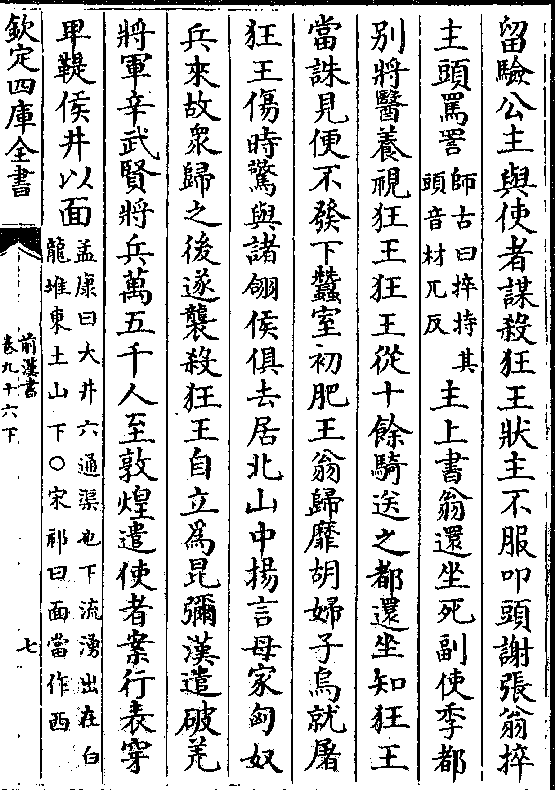 留驗公主與使者謀殺狂王狀主不服叩頭謝張翁捽
主頭罵詈師古曰捽持其頭音材兀反主上書翁還坐死副使季都
別將醫養視狂王狂王從十餘騎送之都還坐知狂王
當誅見便不發下蠶室初肥王翁歸靡胡婦子烏就屠
狂王傷時驚與諸翎侯俱去居北山中揚言母家匈奴
兵來故衆歸之後遂襲殺狂王自立爲昆彌漢遣破羌
將軍辛武賢將兵萬五千人至敦煌遣使者案行表穿
卑鞮侯井以面孟康曰大井六通渠也下流湧出在白龍堆東土山下○宋祁曰面當作西
欽定四庫全書
前漢書
卷九十六下
七